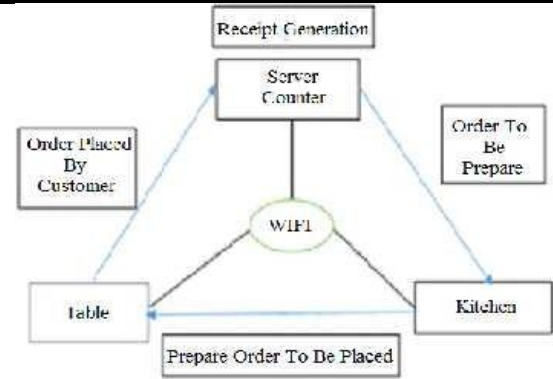 Receipt Generation
Server
Counter
Order Placed
By
Customer
Order To
Be
Prepare
WIFI
Table
Kitchen
Prepare Order To Be Placed